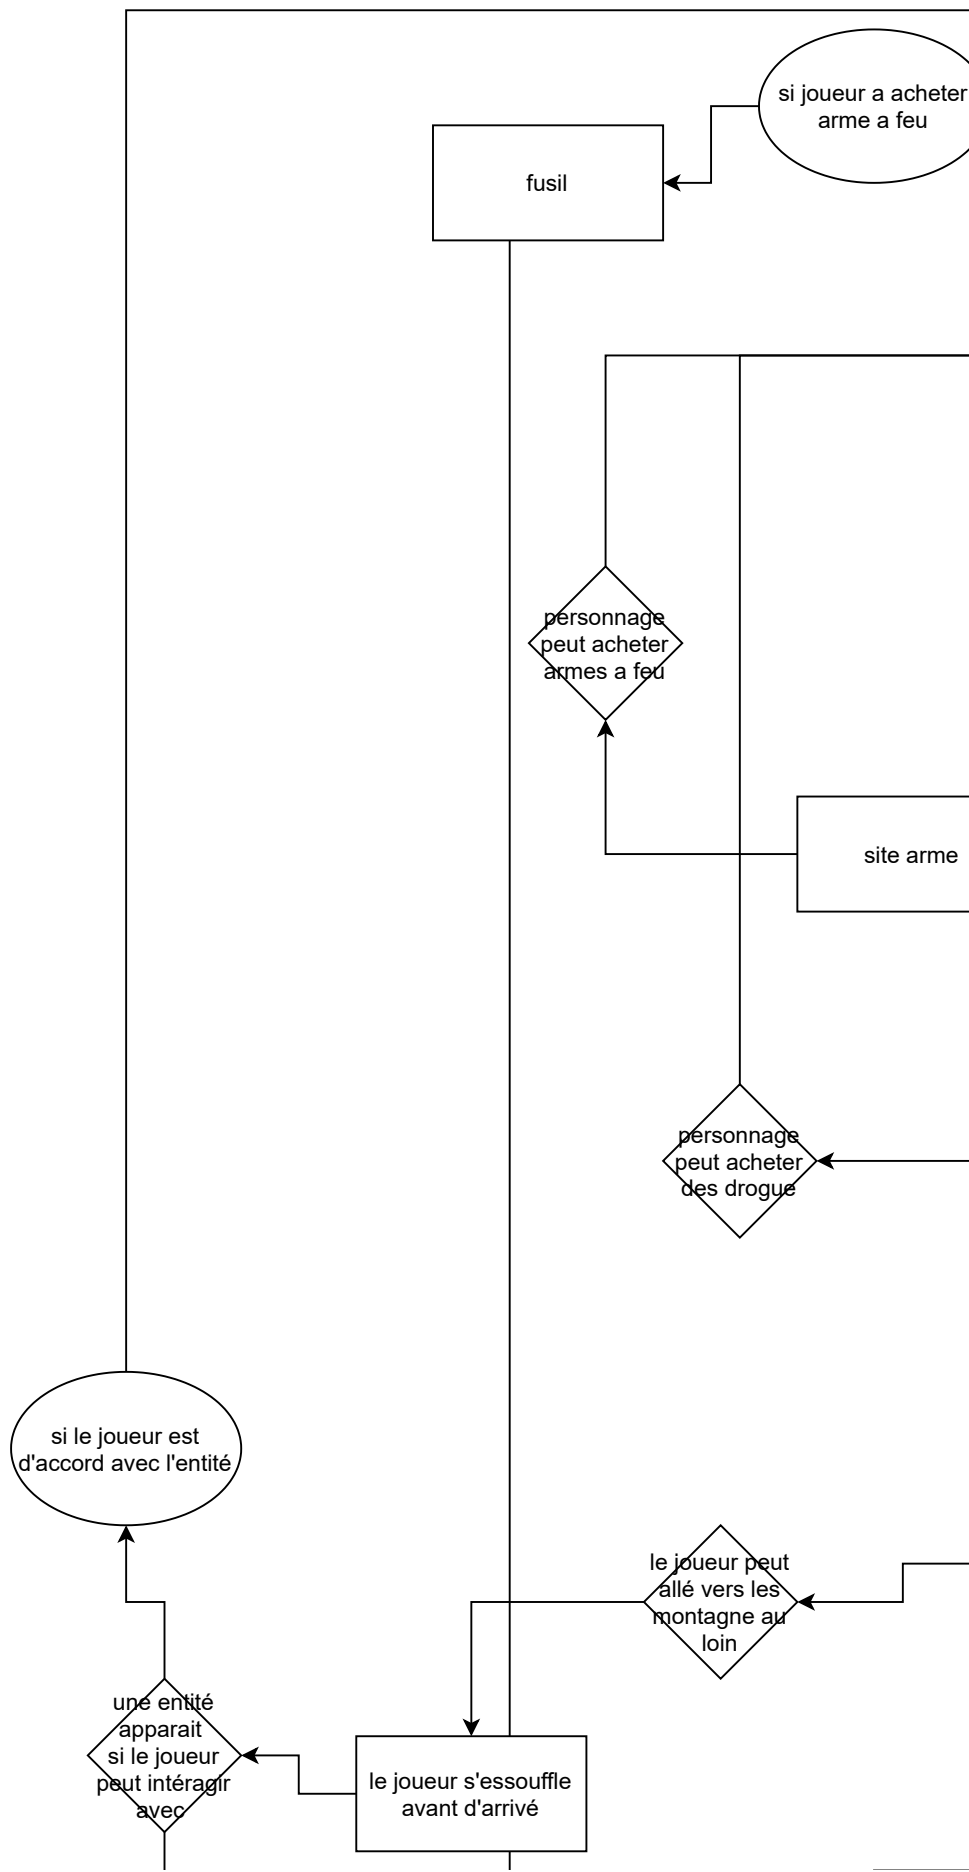 si joueur a acheter
arme a feu
fusil
personnage
peut acheter
armes a feu
site arme
personnage
peut acheter
des drogue
si le joueur est
d'accord avec l'entité
le joueur peut
allé vers les
montagne au
loin
une entité
apparait
si le joueur
peut intéragir
avec
le joueur s'essouffle
avant d'arrivé